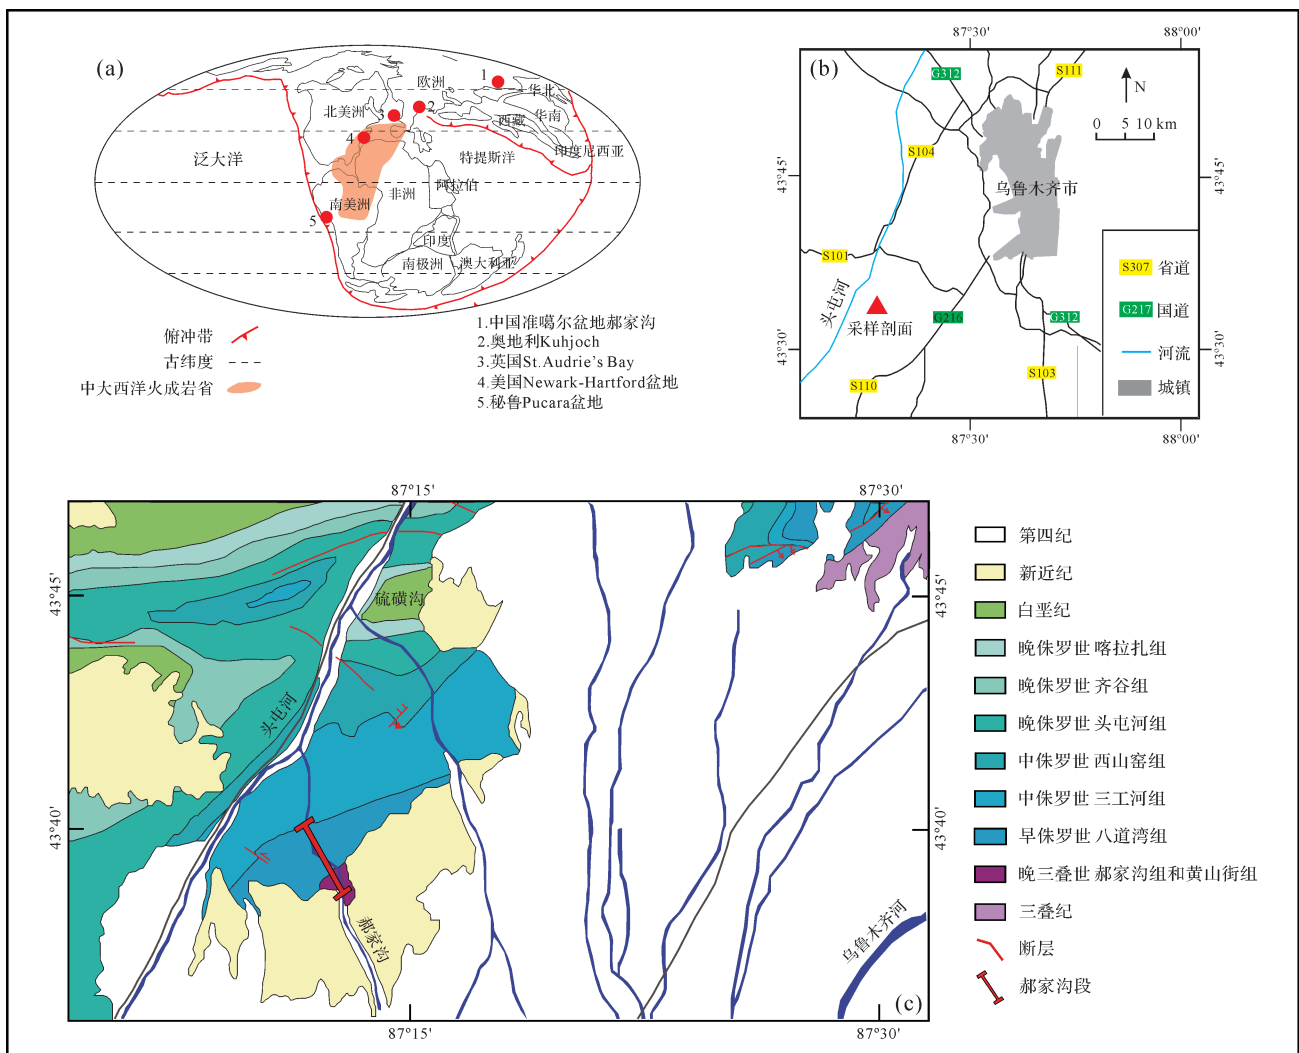 (a)
欧洲
1
华北
北美洲
3
2
华南
西藏
4
泛大洋
特提斯洋
印度尼西亚
阿拉伯
非洲
南美洲
5
印度
南极洲
澳大利亚
俯冲带
古纬度
中大西洋火成岩省
1.中国准噶尔盆地郝家沟
2.奥地利Kuhjoch
3.英国St.Audrie's Bay
4.美国Newark-Hartford盆地
5.秘鲁Pucara盆地
87°30'
88°00'
(b)
G312
S111
N
0 5 10 km
S104
43°45'
43°45'
乌鲁木齐市
S101
头屯河
采样剖面
G216
G312
43°30'
43°30'
S110
S103
S307 省道
G217 国道
河流
城镇
87°30'
88°00'
87°15'
87°30'
43°45'
43°45'
硫磺沟
头屯河
43°40'
43°40'
郝家沟
乌鲁木齐河
(c)
87°15'
87°30'
第四纪
新近纪
白垩纪
晚侏罗世 喀拉扎组
晚侏罗世 齐谷组
晚侏罗世 头屯河组
中侏罗世 西山窑组
中侏罗世 三工河组
早侏罗世 八道湾组
晚三叠世 郝家沟组和黄山街组
三叠纪
断层
郝家沟段